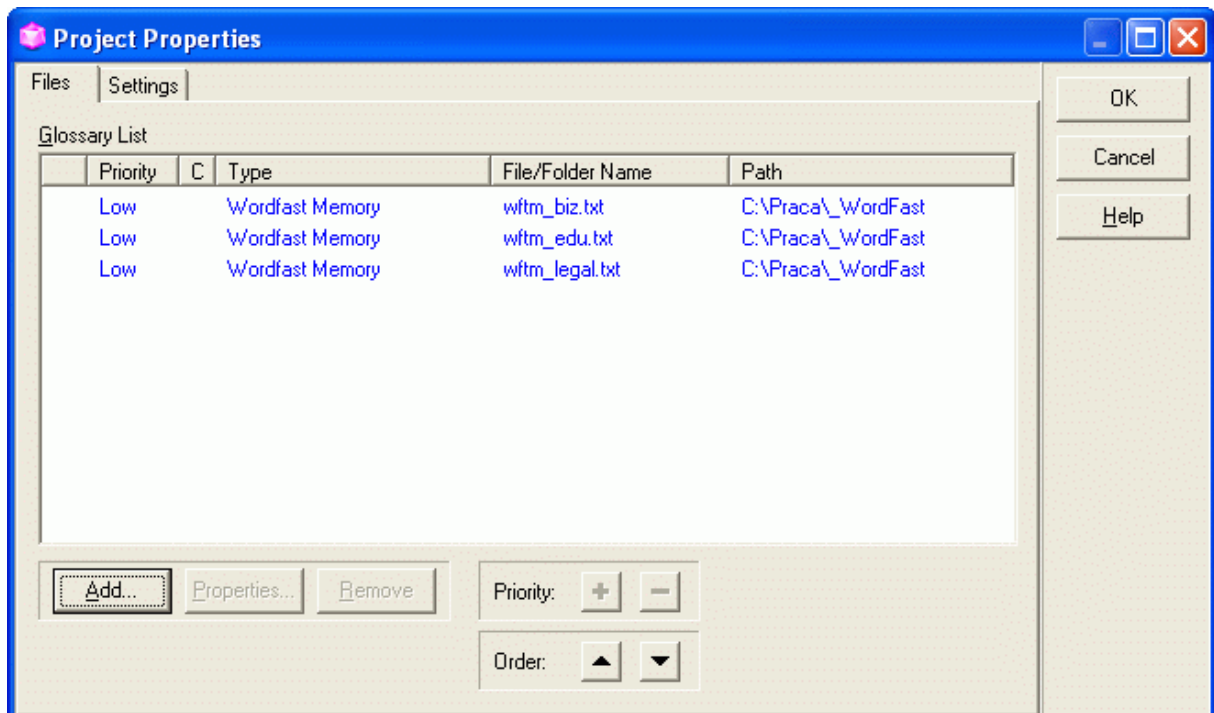 Project Properties
Files Settings
OK
Glossary List
Cancel
Priority C Type File/Folder Name Path
Low Wordfast Memory wftm_biz.txt C:\Praca\_WordFast
Help
Low Wordfast Memory wftm_edu.txt C:\Praca\_WordFast
Low Wordfast Memory wftm_legal.txt C:\Praca\_WordFast
Add... Properties... Remove Priority: + −
Order: